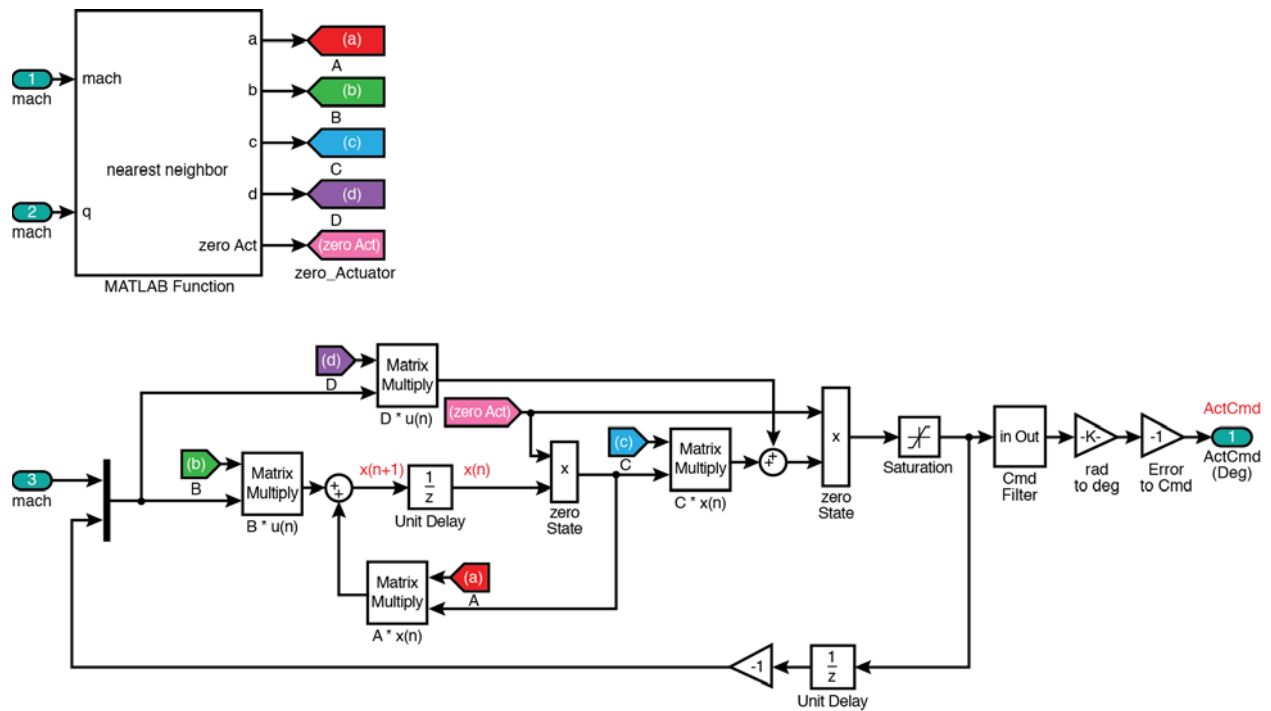 a
(a)
A
1
mach
mach
b
(b)
B
c
(c)
C
nearest neighbor
d
(d)
D
2
mach
q
zero Act
(zero Act)
zero_Actuator
MATLAB Function
(d)
D
Matrix
Multiply
D * u(n)
(zero Act)
(b)
B
Matrix
Multiply
B * u(n)
+
+
x(n+1)
1
z
Unit Delay
x(n)
x
zero
State
(c)
C
Matrix
Multiply
C * x(n)
+
+
x
zero
State
Saturation
in Out
Cmd
Filter
-K-
rad
to deg
-1
Error
to Cmd
ActCmd
1
ActCmd
(Deg)
3
mach
Matrix
Multiply
A * x(n)
(a)
A
-1
1
z
Unit Delay